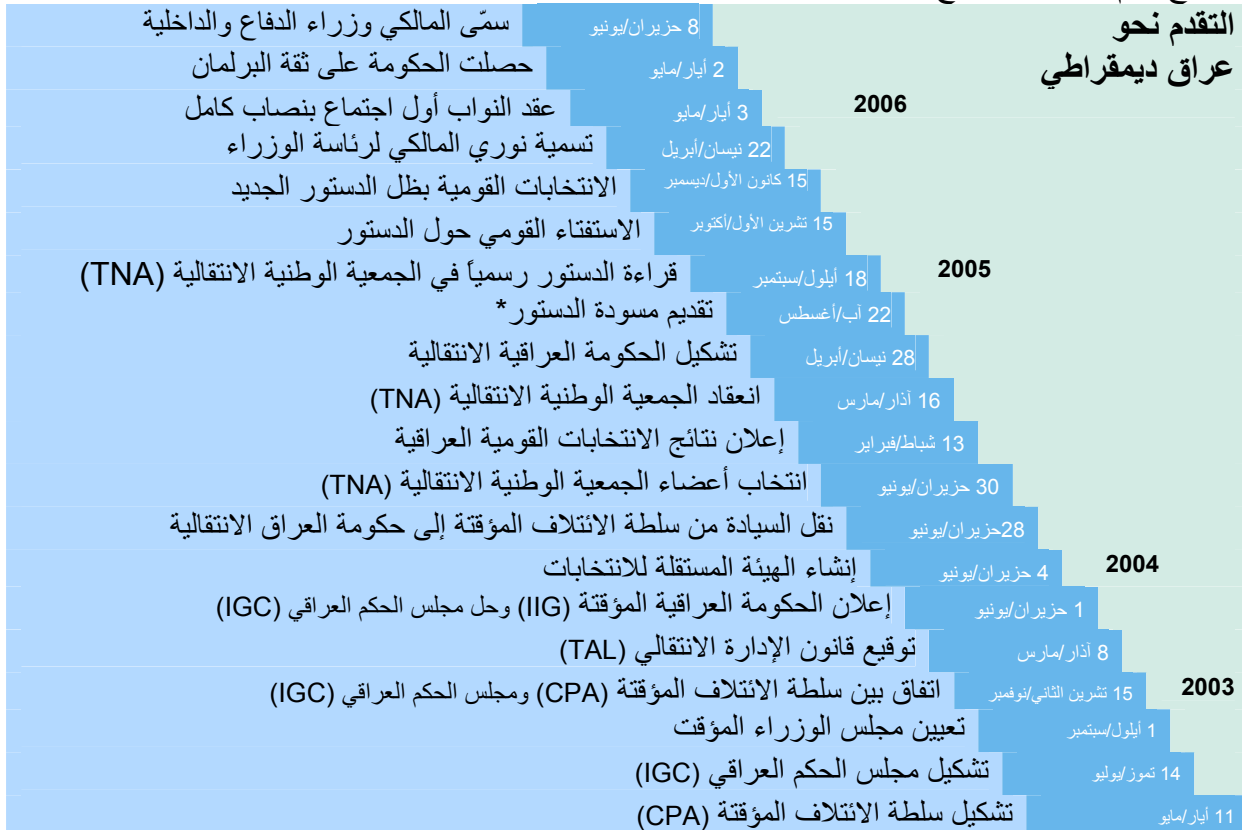 التقدم نحو
عراق ديمقراطي
8 حزيران/يونيو سمّى المالكي وزراء الدفاع والداخلية
2 أيار/مايو حصلت الحكومة على ثقة البرلمان
2006
3 أيار/مايو عقد النواب أول اجتماع بنصاب كامل
22 نيسان/أبريل تسمية نوري المالكي لرئاسة الوزراء
15 كانون الأول/ديسمبر الانتخابات القومية بظل الدستور الجديد
15 تشرين الأول/أكتوبر الاستفتاء القومي حول الدستور
2005
18 أيلول/سبتمبر قراءة الدستور رسمياً في الجمعية الوطنية الانتقالية (TNA)
22 آب/أغسطس تقديم مسودة الدستور*
28 نيسان/أبريل تشكيل الحكومة العراقية الانتقالية
16 آذار/مارس انعقاد الجمعية الوطنية الانتقالية (TNA)
13 شباط/فبراير إعلان نتائج الانتخابات القومية العراقية
30 حزيران/يونيو انتخاب أعضاء الجمعية الوطنية الانتقالية (TNA)
28حزيران/يونيو نقل السيادة من سلطة الائتلاف المؤقتة إلى حكومة العراق الانتقالية
2004
4 حزيران/يونيو إنشاء الهيئة المستقلة للانتخابات
1 حزيران/يونيو إعلان الحكومة العراقية المؤقتة (IIG) وحل مجلس الحكم العراقي (IGC)
8 آذار/مارس توقيع قانون الإدارة الانتقالي (TAL)
2003
15 تشرين الثاني/نوفمبر اتفاق بين سلطة الائتلاف المؤقتة (CPA) ومجلس الحكم العراقي (IGC)
1 أيلول/سبتمبر تعيين مجلس الوزراء المؤقت
14 تموز/يوليو تشكيل مجلس الحكم العراقي (IGC)
11 أيار/مايو تشكيل سلطة الائتلاف المؤقتة (CPA)